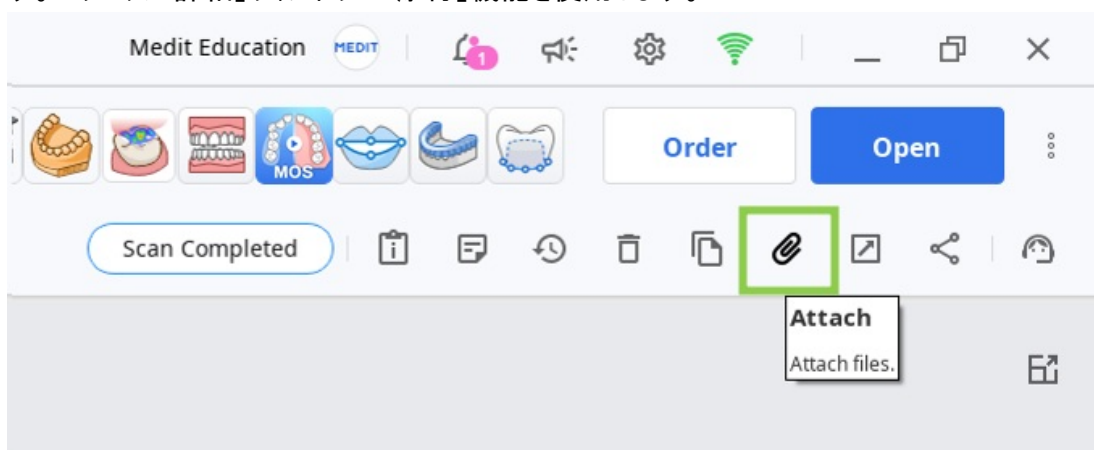 Medit Education MEDIT 1
MOS
Order Open
Scan Completed
Attach
Attach files.